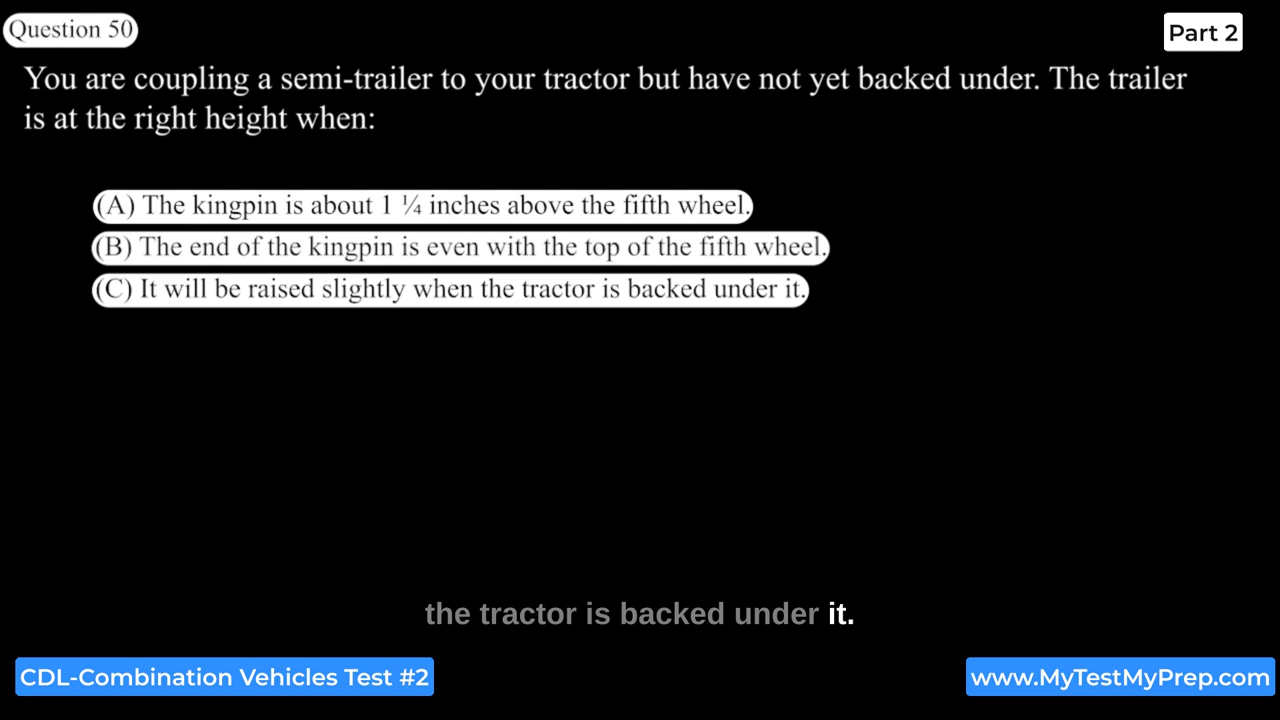 Question 50
Part 2
You are coupling a semi-trailer to your tractor but have not yet backed under. The trailer
is at the right height when:
(A) The kingpin is about 1 ¼ inches above the fifth wheel.
(B) The end of the kingpin is even with the top of the fifth wheel.
(C) It will be raised slightly when the tractor is backed under it.
the tractor is backed under it.
CDL-Combination Vehicles Test #2
www.MyTestMyPrep.com